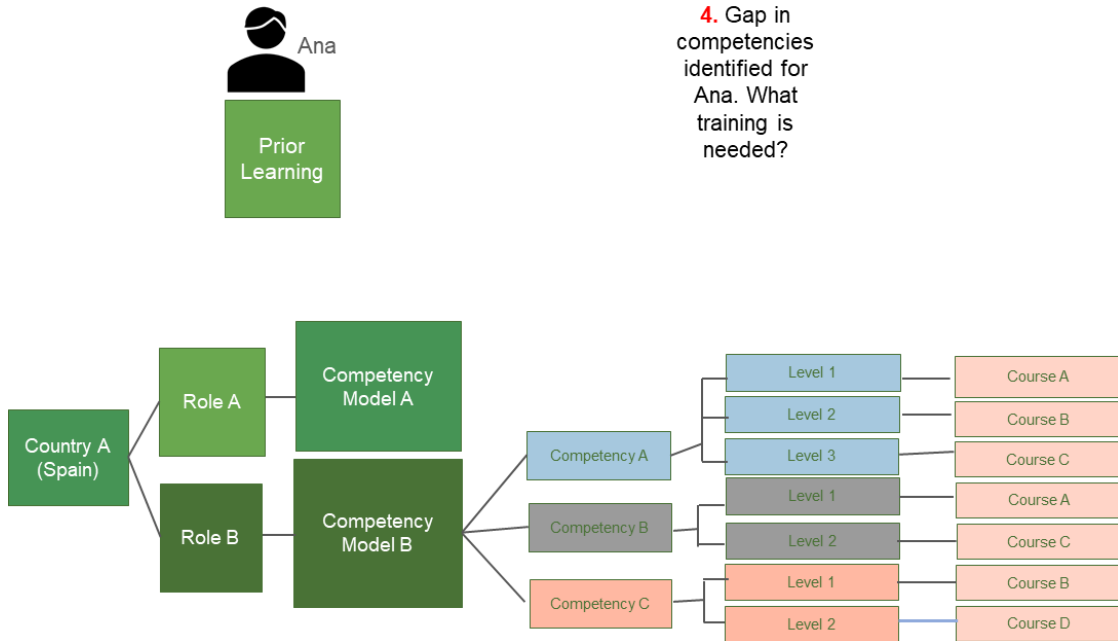 Ana
Prior
Learning
4. Gap in
competencies
identified for
Ana. What
training is
needed?
Country A
(Spain)
Role A
Competency
Model A
Role B
Competency
Model B
Competency A
Level 1
Course A
Level 2
Course B
Level 3
Course C
Competency B
Level 1
Course A
Level 2
Course C
Competency C
Level 1
Course B
Level 2
Course D